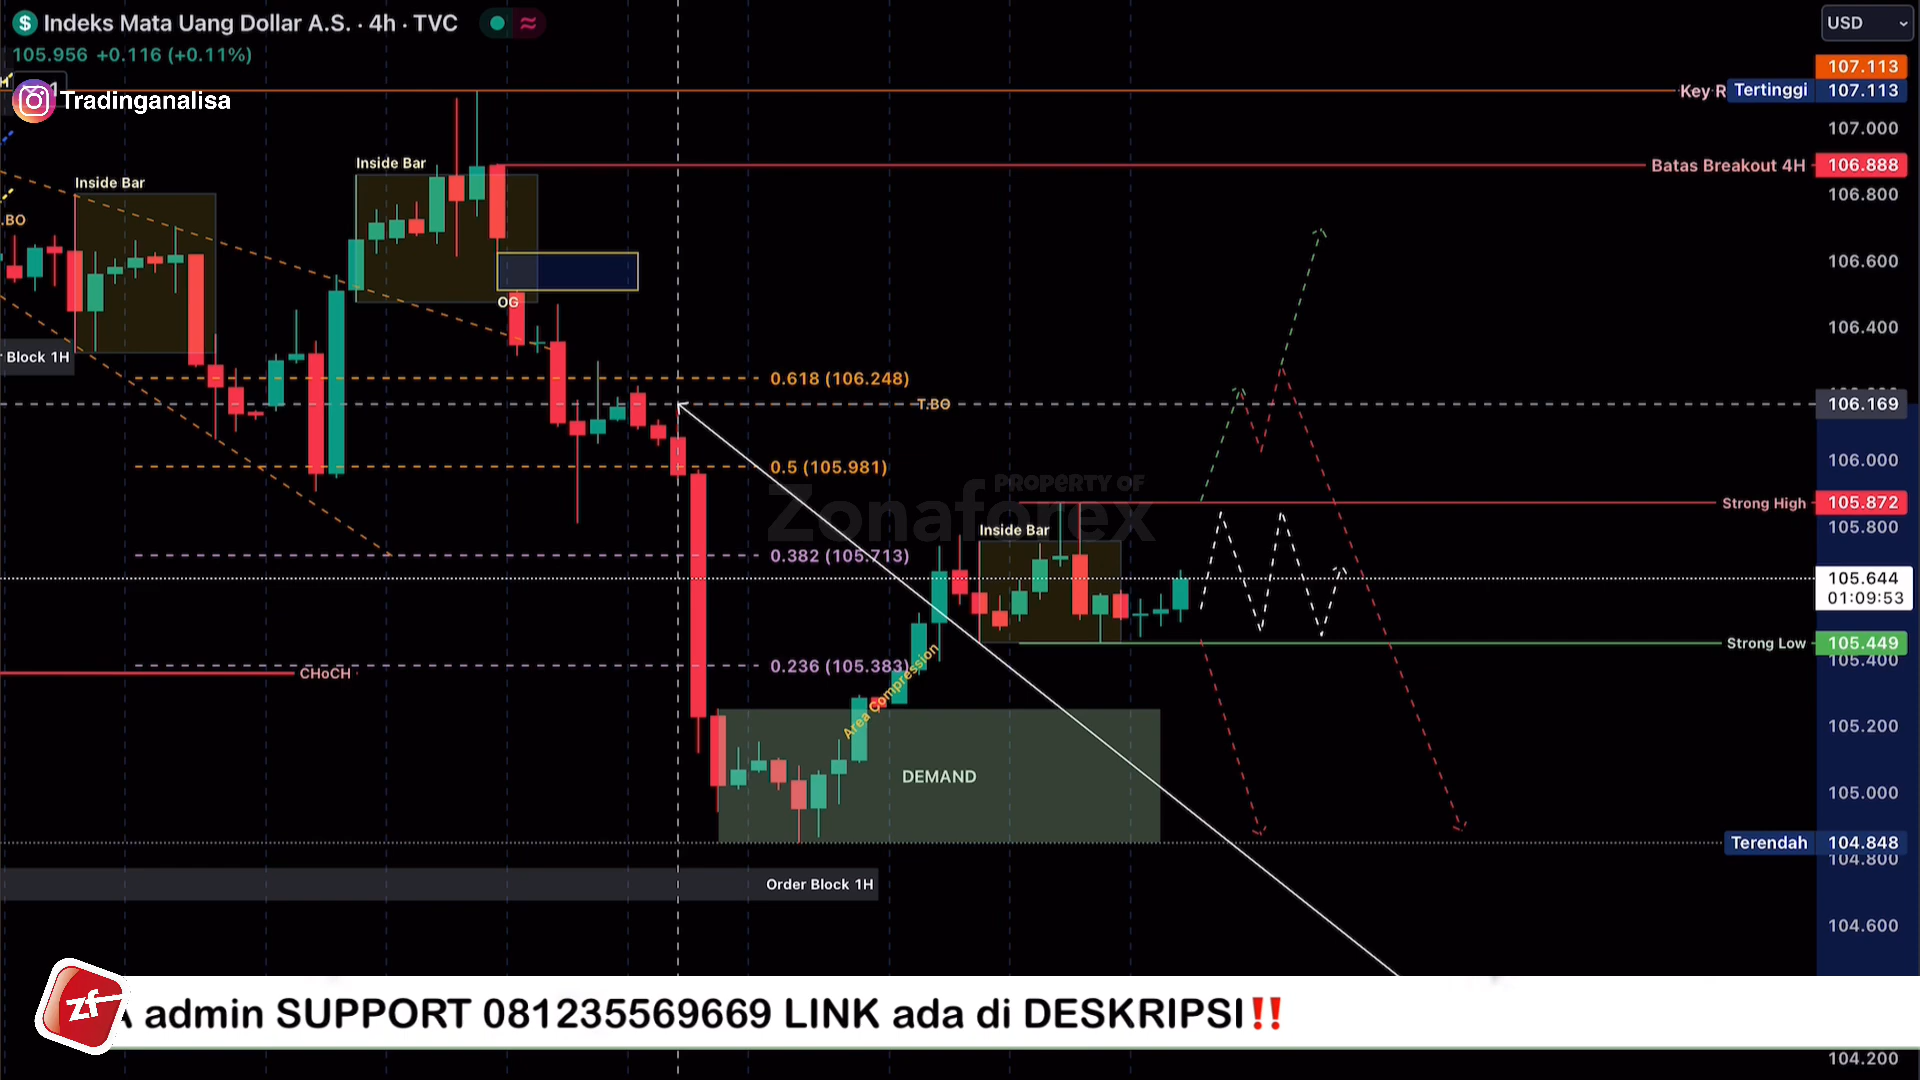 Indeks Mata Uang Dollar A.S. · 4h · TVC
USD
105.956 +0.116 (+0.11%)
107.113
Tradinganalisa
Key R
Tertinggi 107.113
107.000
Inside Bar
Batas Breakout 4H 106.888
Inside Bar
106.800
.BO
106.600
OG
106.400
Block 1H
0.618 (106.248)
T.BO
106.169
0.5 (105.981)
106.000
PROPERTY OF
Zonaforex
Strong High 105.872
Inside Bar
105.800
0.382 (105.713)
105.644
01:09:53
Strong Low 105.449
105.400
0.236 (105.383)
CHoCH
Area Compression
105.200
DEMAND
105.000
Terendah 104.848
104.800
Order Block 1H
104.600
zf
admin SUPPORT 081235569669 LINK ada di DESKRIPSI‼️
104.200